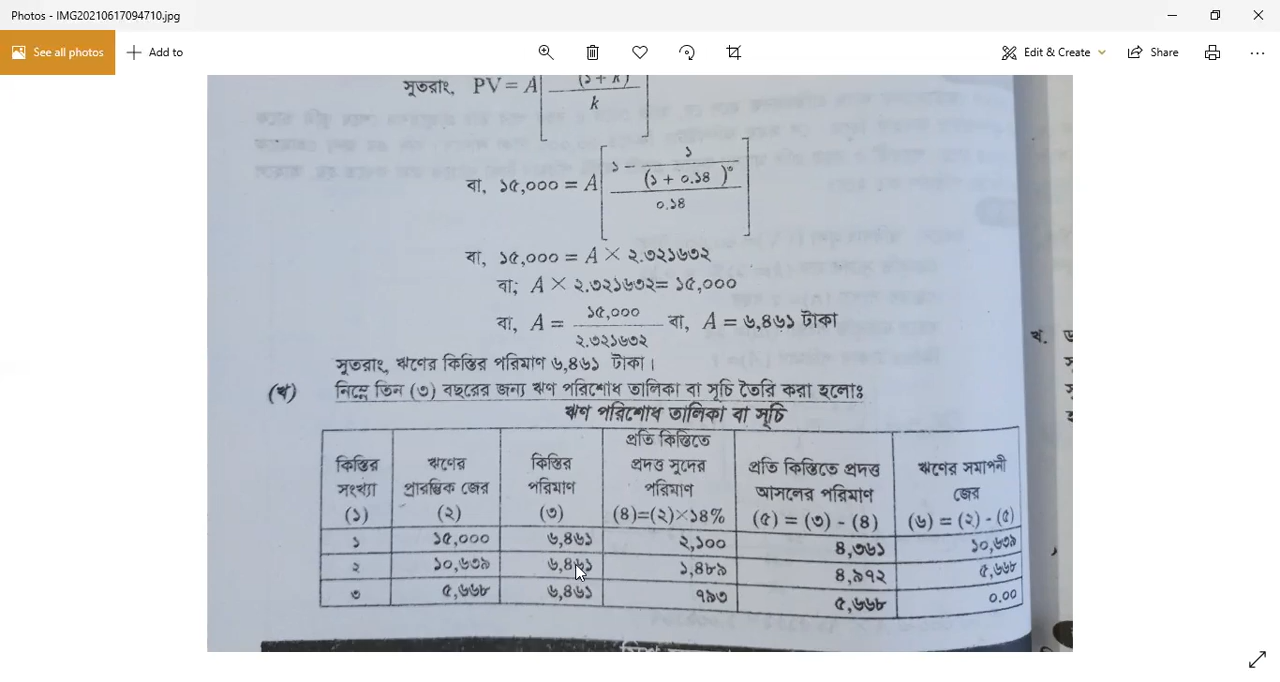 Photos - IMG20210617094710.jpg
See all photos
Add to
Edit & Create
Share
সুতরাং, PV = A
(১ + k)
k
বা, ১৫,০০০ = A
১ -
১
(১ + ০.১৪ )^৩
০.১৪
বা, ১৫,০০০ = A × ২.৩২১৬৩২
বা; A × ২.৩২১৬৩২= ১৫,০০০
বা, A = ১৫,০০০ / ২.৩২১৬৩২ বা, A = ৬,৪৬১ টাকা
সুতরাং, ঋণের কিস্তির পরিমাণ ৬,৪৬১ টাকা।
(খ) নিম্নে তিন (৩) বছরের জন্য ঋণ পরিশোধ তালিকা বা সূচি তৈরি করা হলোঃ
ঋণ পরিশোধ তালিকা বা সূচি
কিস্তির সংখ্যা (১)
ঋণের প্রারম্ভিক জের (২)
কিস্তির পরিমাণ (৩)
প্রতি কিস্তিতে প্রদত্ত সুদের পরিমাণ (৪)=(২)×১৪%
প্রতি কিস্তিতে প্রদত্ত আসলের পরিমাণ (৫) = (৩) - (৪)
ঋণের সমাপনী জের (৬) = (২) - (৫)
১ ১৫,০০০ ৬,৪৬১ ২,১০০ ৪,৩৬১ ১০,৬৩৯
২ ১০,৬৩৯ ৬,৪৬১ ১,৪৮৯ ৪,৯৭২ ৫,৬৬৮
৩ ৫,৬৬৮ ৬,৪৬১ ৭৯৩ ৫,৬৬৮ ০.০০
খ.